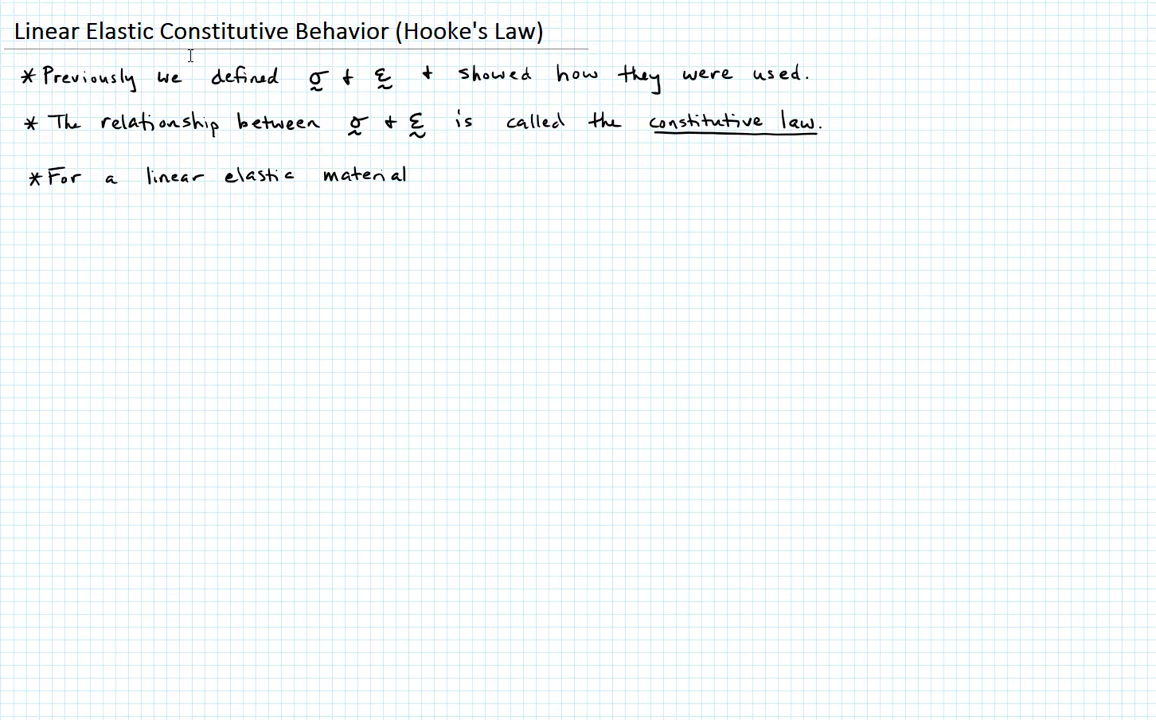 Linear Elastic Constitutive Behavior (Hooke's Law)
* Previously we defined σ̰ + ε̰ + showed how they were used.
* The relationship between σ̰ + ε̰ is called the constitutive law.
* For a linear elastic material